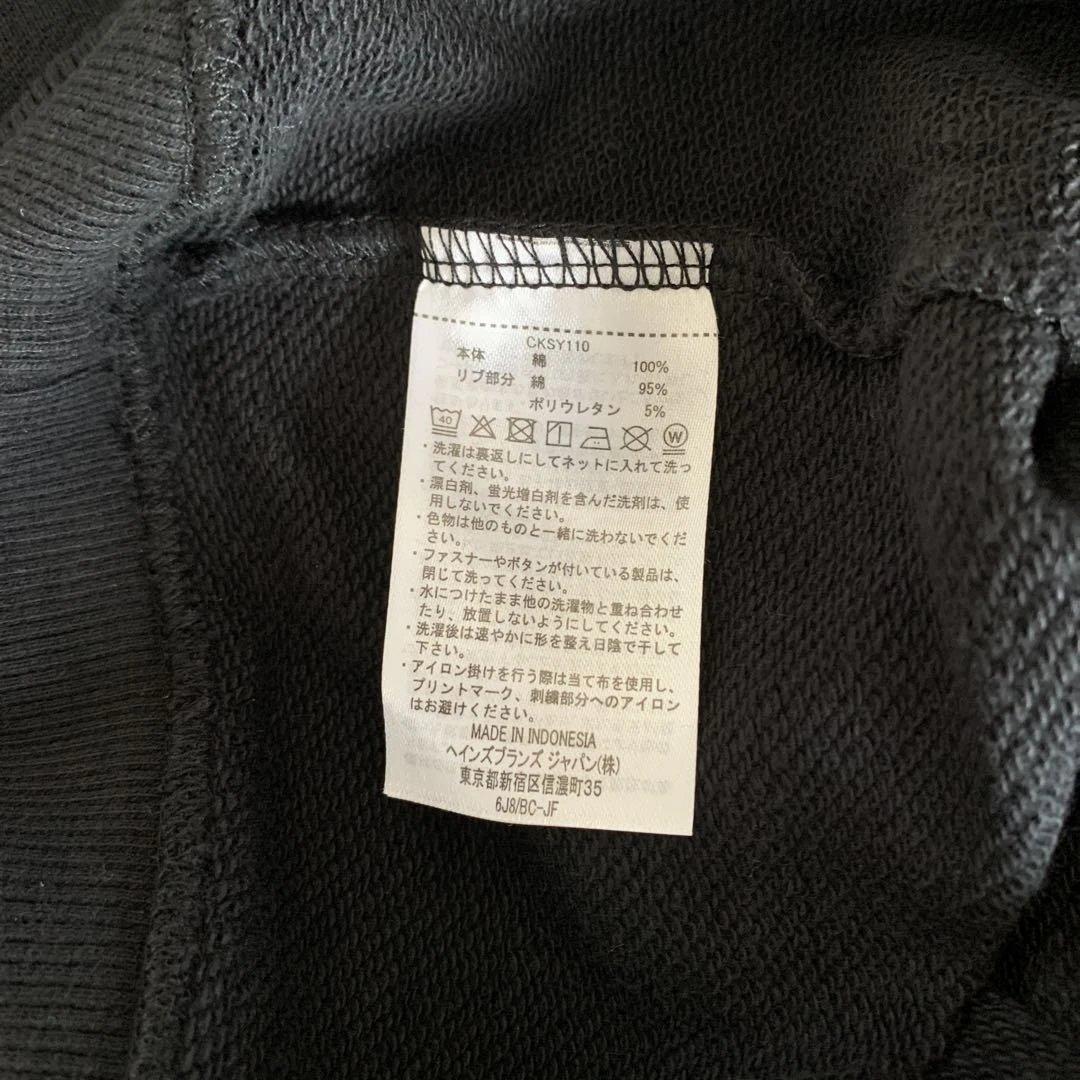 CKSY110
本体 綿 100%
リブ部分 綿 95%
ポリウレタン 5%
40 W
・洗濯は裏返しにしてネットに入れて洗っ
てください。
・漂白剤、蛍光増白剤を含んだ洗剤は、使
用しないでください。
・色物は他のものと一緒に洗わないでくだ
さい。
・ファスナーやボタンが付いている製品は、
閉じて洗ってください。
・水につけたまま他の洗濯物と重ね合わせ
たり、放置しないようにしてください。
・洗濯後は速やかに形を整え日陰で干して
下さい。
・アイロン掛けを行う際は当て布を使用し、
プリントマーク、刺繍部分へのアイロン
はお避けください。
MADE IN INDONESIA
ヘインズブランズ ジャパン(株)
東京都新宿区信濃町35
6J8/BC-JF